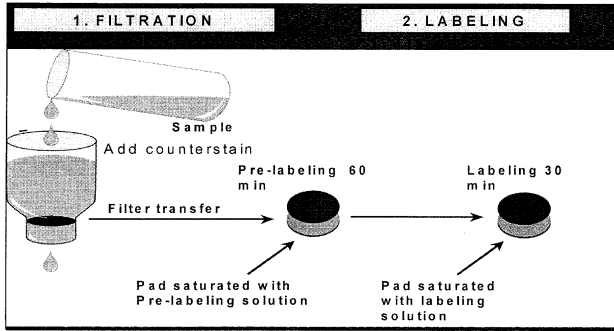 1. FILTRATION
2. LABELING
Sample
Add counterstain
Pre-labeling 60
min
Labeling 30
min
Filter transfer
Pad saturated with
Pre-labeling solution
Pad saturated
with labeling
solution